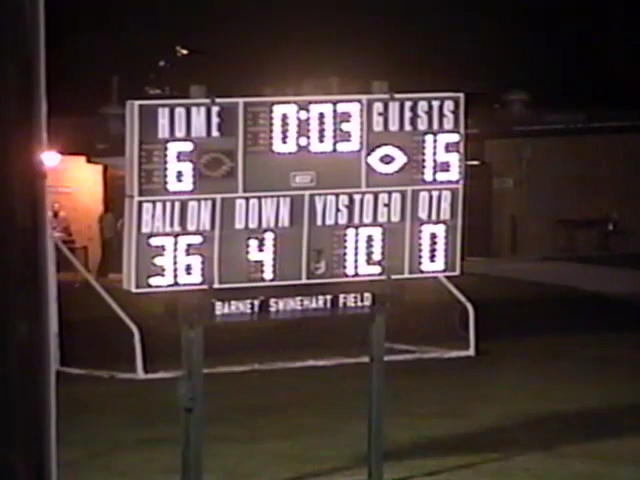 HOME 0:03 GUESTS
6 15
BALL ON DOWN YDS TO GO QTR
36 4 10 0
"BARNEY" SWINEHART FIELD